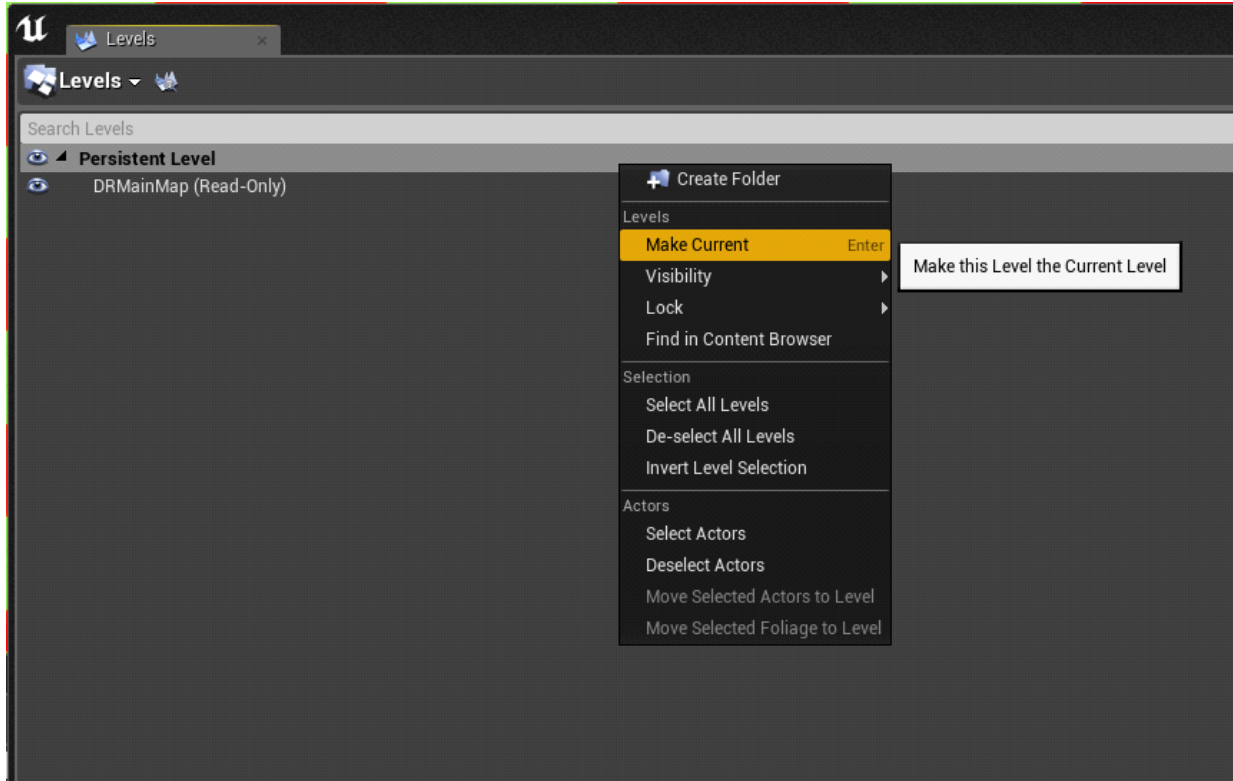 Levels
Levels
Search Levels
Persistent Level
DRMainMap (Read-Only)
Create Folder
Levels
Make Current Enter
Make this Level the Current Level
Visibility
Lock
Find in Content Browser
Selection
Select All Levels
De-select All Levels
Invert Level Selection
Actors
Select Actors
Deselect Actors
Move Selected Actors to Level
Move Selected Foliage to Level